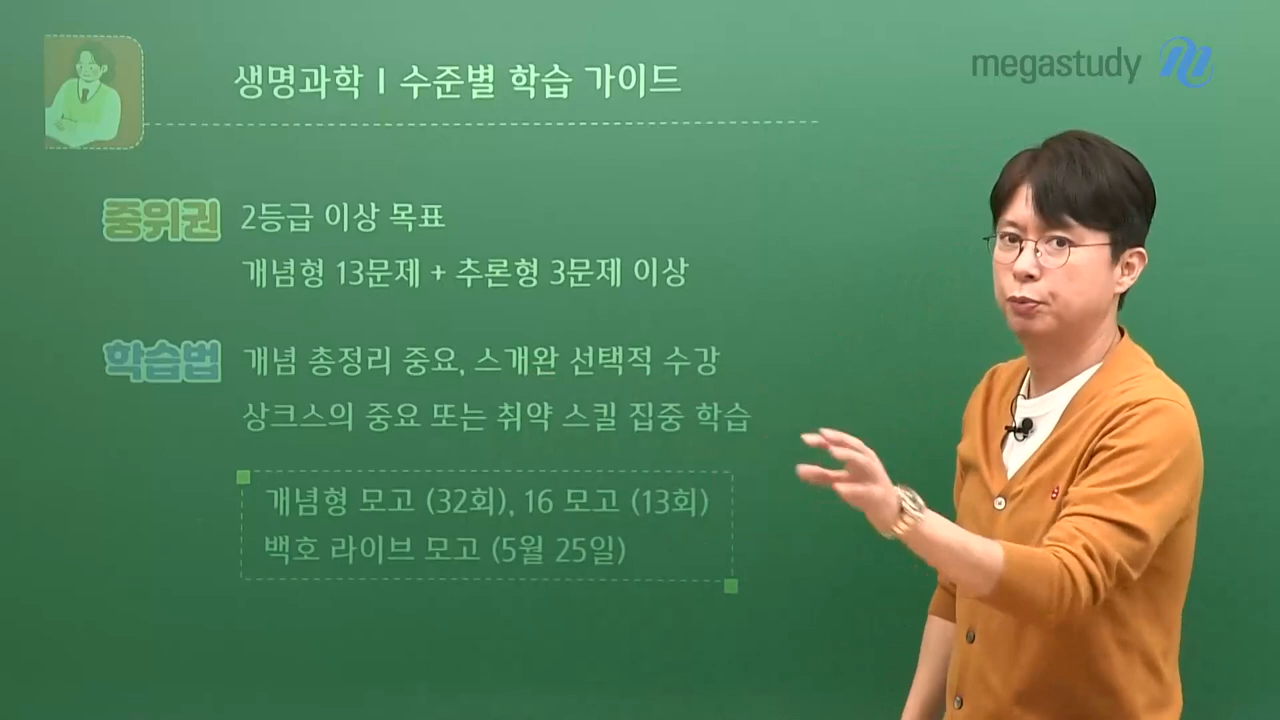 megastudy
생명과학 I 수준별 학습 가이드
중위권 2등급 이상 목표
개념형 13문제 + 추론형 3문제 이상
학습법 개념 총정리 중요, 스개완 선택적 수강
상크스의 중요 또는 취약 스킬 집중 학습
개념형 모고 (32회), 16 모고 (13회)
백호 라이브 모고 (5월 25일)